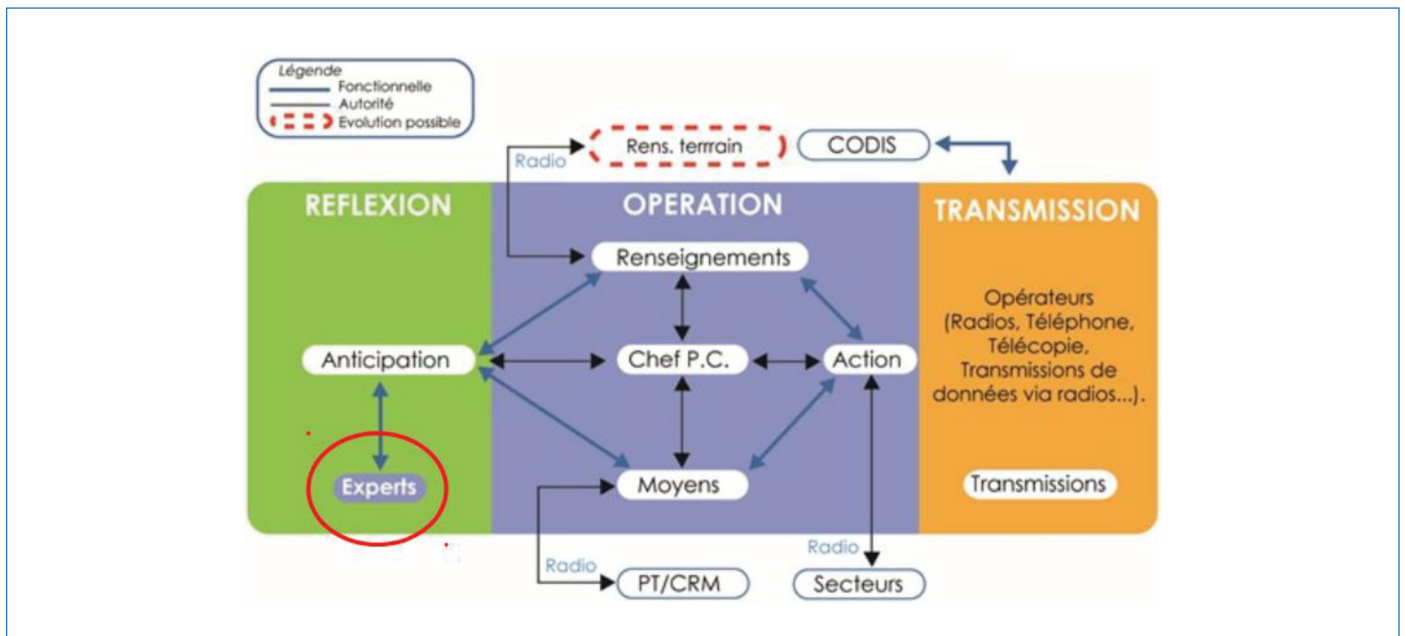 Légende
Fonctionnelle
Autorité
Evolution possible
Radio
Rens. terrrain
CODIS
REFLEXION
OPERATION
TRANSMISSION
Renseignements
Opérateurs
(Radios, Téléphone,
Télécopie,
Transmissions de
données via radios...).
Anticipation
Chef P.C.
Action
Experts
Moyens
Transmissions
Radio
PT/CRM
Radio
Secteurs